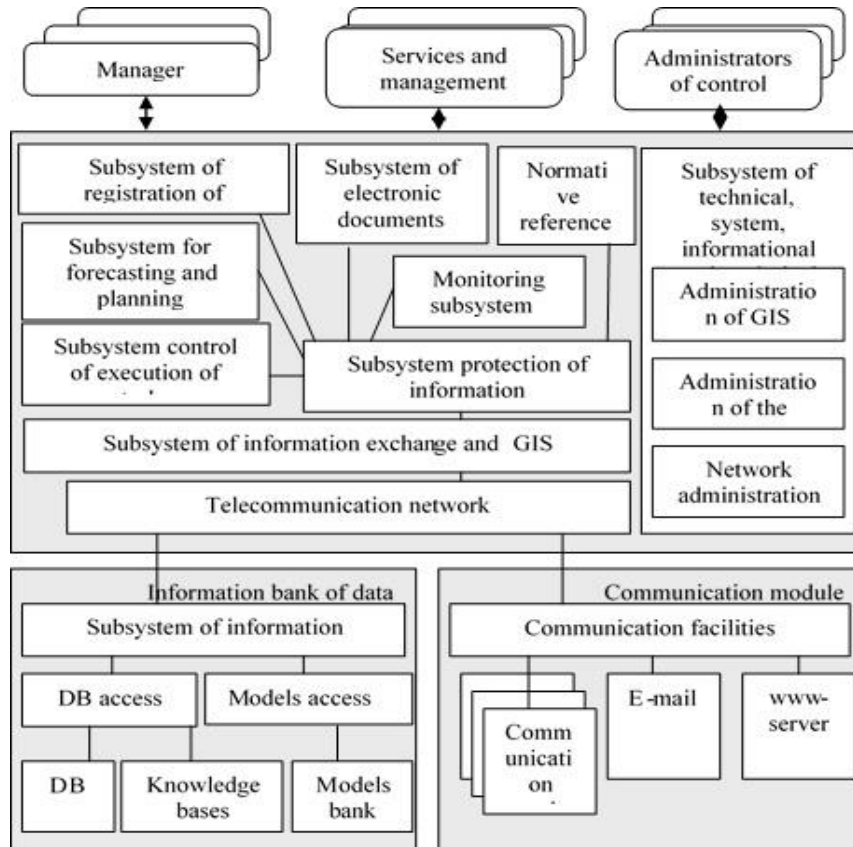 Manager
Services and
management
Administrators
of control
Subsystem of
registration of
Subsystem of
electronic
documents
Normati
ve
reference
Subsystem of
technical,
system,
informational
Subsystem for
forecasting and
planning
Monitoring
subsystem
Administratio
n of GIS
Subsystem control
of execution of
Subsystem protection of
information
Administratio
n of the
Subsystem of information exchange and GIS
Network
administration
Telecommunication network
Information bank of data
Communication module
Subsystem of information
Communication facilities
DB access
Models access
E-mail
www-
server
Comm
unicati
on
DB
Knowledge
bases
Models
bank